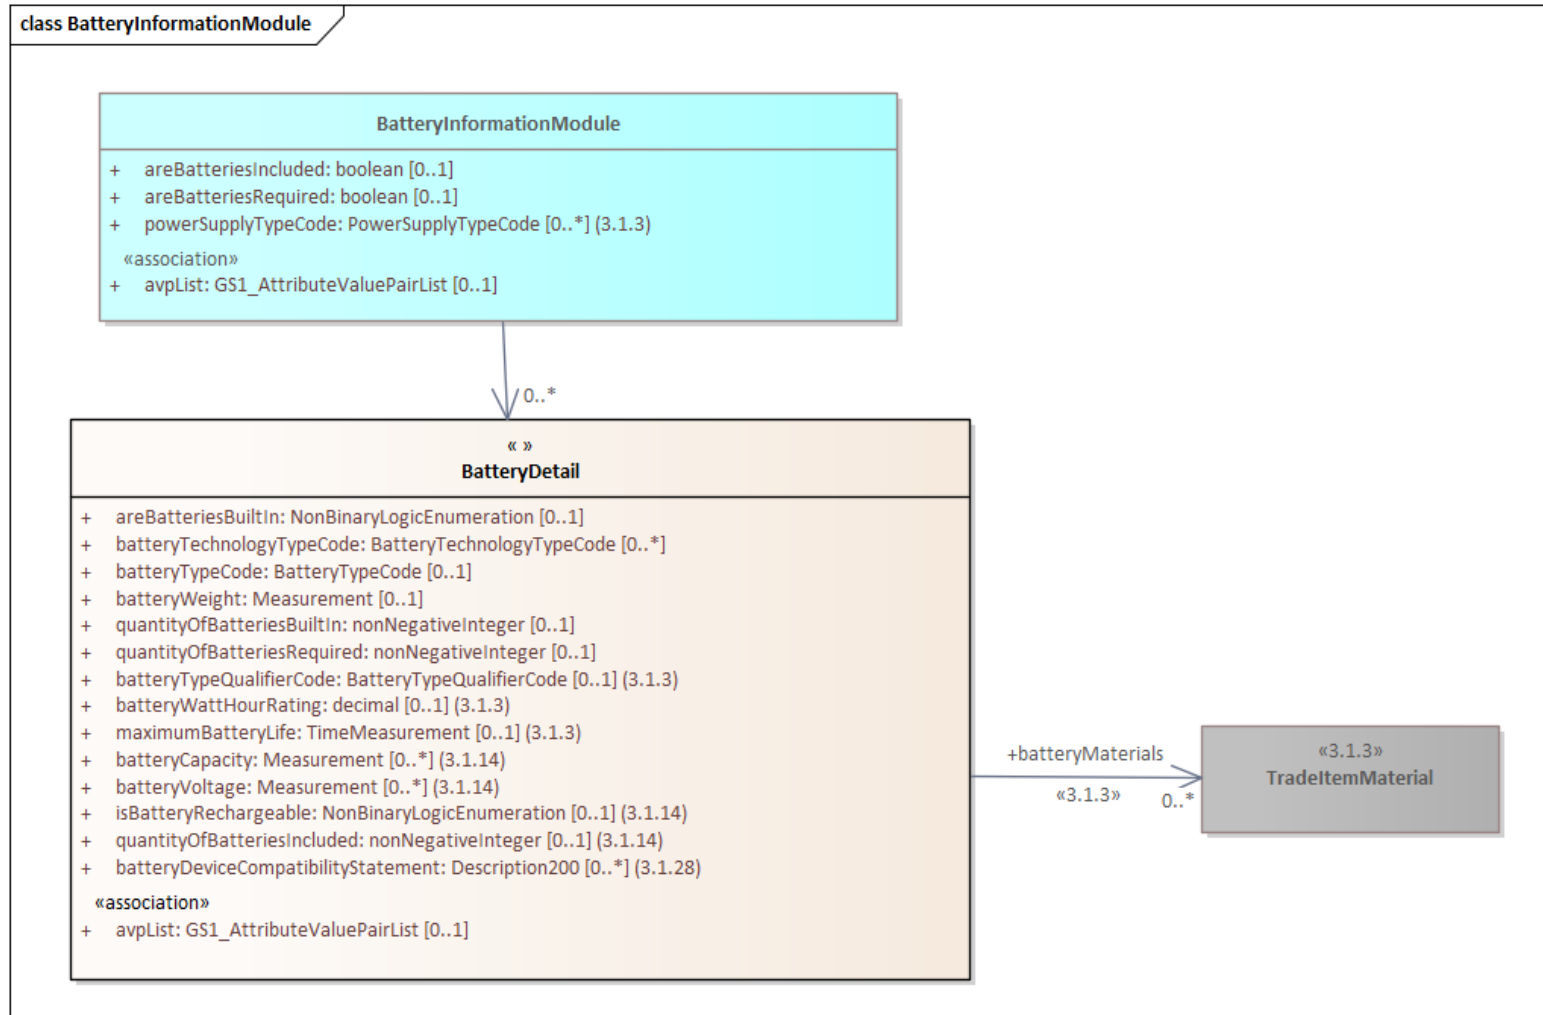 class BatteryInformationModule
BatteryInformationModule
+ areBatteriesIncluded: boolean [0..1]
+ areBatteriesRequired: boolean [0..1]
+ powerSupplyTypeCode: PowerSupplyTypeCode [0..*] (3.1.3)
«association»
+ avpList: GS1_AttributeValuePairList [0..1]
0..*
« »
BatteryDetail
+ areBatteriesBuiltIn: NonBinaryLogicEnumeration [0..1]
+ batteryTechnologyTypeCode: BatteryTechnologyTypeCode [0..*]
+ batteryTypeCode: BatteryTypeCode [0..1]
+ batteryWeight: Measurement [0..1]
+ quantityOfBatteriesBuiltIn: nonNegativeInteger [0..1]
+ quantityOfBatteriesRequired: nonNegativeInteger [0..1]
+ batteryTypeQualifierCode: BatteryTypeQualifierCode [0..1] (3.1.3)
+ batteryWattHourRating: decimal [0..1] (3.1.3)
+ maximumBatteryLife: TimeMeasurement [0..1] (3.1.3)
+ batteryCapacity: Measurement [0..*] (3.1.14)
+ batteryVoltage: Measurement [0..*] (3.1.14)
+ isBatteryRechargeable: NonBinaryLogicEnumeration [0..1] (3.1.14)
+ quantityOfBatteriesIncluded: nonNegativeInteger [0..1] (3.1.14)
+ batteryDeviceCompatibilityStatement: Description200 [0..*] (3.1.28)
«association»
+ avpList: GS1_AttributeValuePairList [0..1]
+batteryMaterials
«3.1.3»
0..*
«3.1.3»
TradeItemMaterial